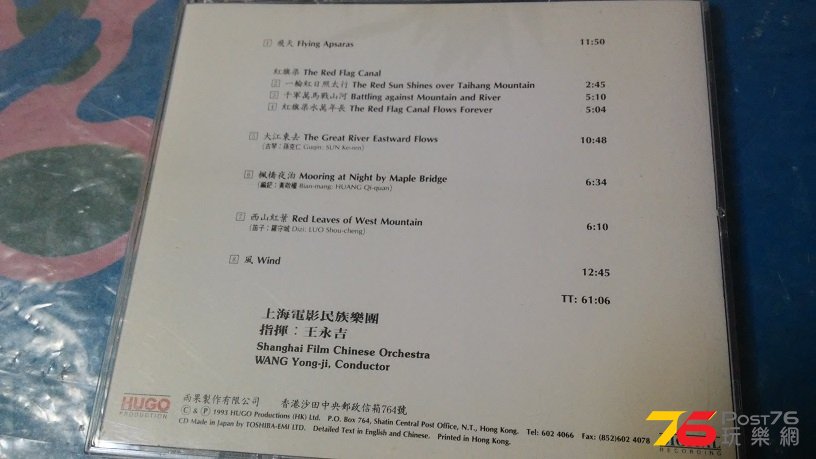 1 飛天 Flying Apsaras 11:50
紅旗渠 The Red Flag Canal
2 一輪紅日照太行 The Red Sun Shines over Taihang Mountain 2:45
3 千軍萬馬戰山河 Battling against Mountain and River 5:10
4 紅旗渠水萬年長 The Red Flag Canal Flows Forever 5:04
5 大江東去 The Great River Eastward Flows 10:48
(古琴：孫克仁 Guqin: SUN Ke-ren)
6 楓橋夜泊 Mooring at Night by Maple Bridge 6:34
(編鐘：黃啟權 Bian-mang: HUANG Qi-quan)
7 西山紅葉 Red Leaves of West Mountain 6:10
(笛子：羅守城 Dizi: LUO Shou-cheng)
8 風 Wind 12:45
TT: 61:06
上海電影民族樂團
指揮：王永吉
Shanghai Film Chinese Orchestra
WANG Yong-ji, Conductor
HUGO
PRODUCTION
雨果製作有限公司 香港沙田中央郵政信箱764號
© & ℗ 1993 HUGO Productions (HK) Ltd. P.O. Box 764, Shatin Central Post Office, N.T., Hong Kong. Tel: 602 4066 Fax: (852)602 4078
CD Made in Japan by TOSHIBA-EMI LTD. Detailed Text in English and Chinese. Printed in Hong Kong.
RECORDING
76 Post76
玩樂網